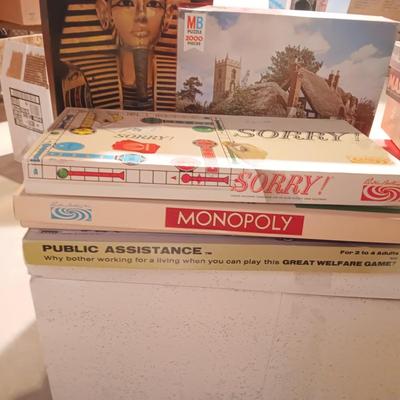 MB
PUZZLE
2000
PIECES
SORRY!
SORRY!
SORRY!
MONOPOLY
PUBLIC ASSISTANCE TM
For 2 to 4 Adults
Why bother working for a living when you can play this GREAT WELFARE GAME?